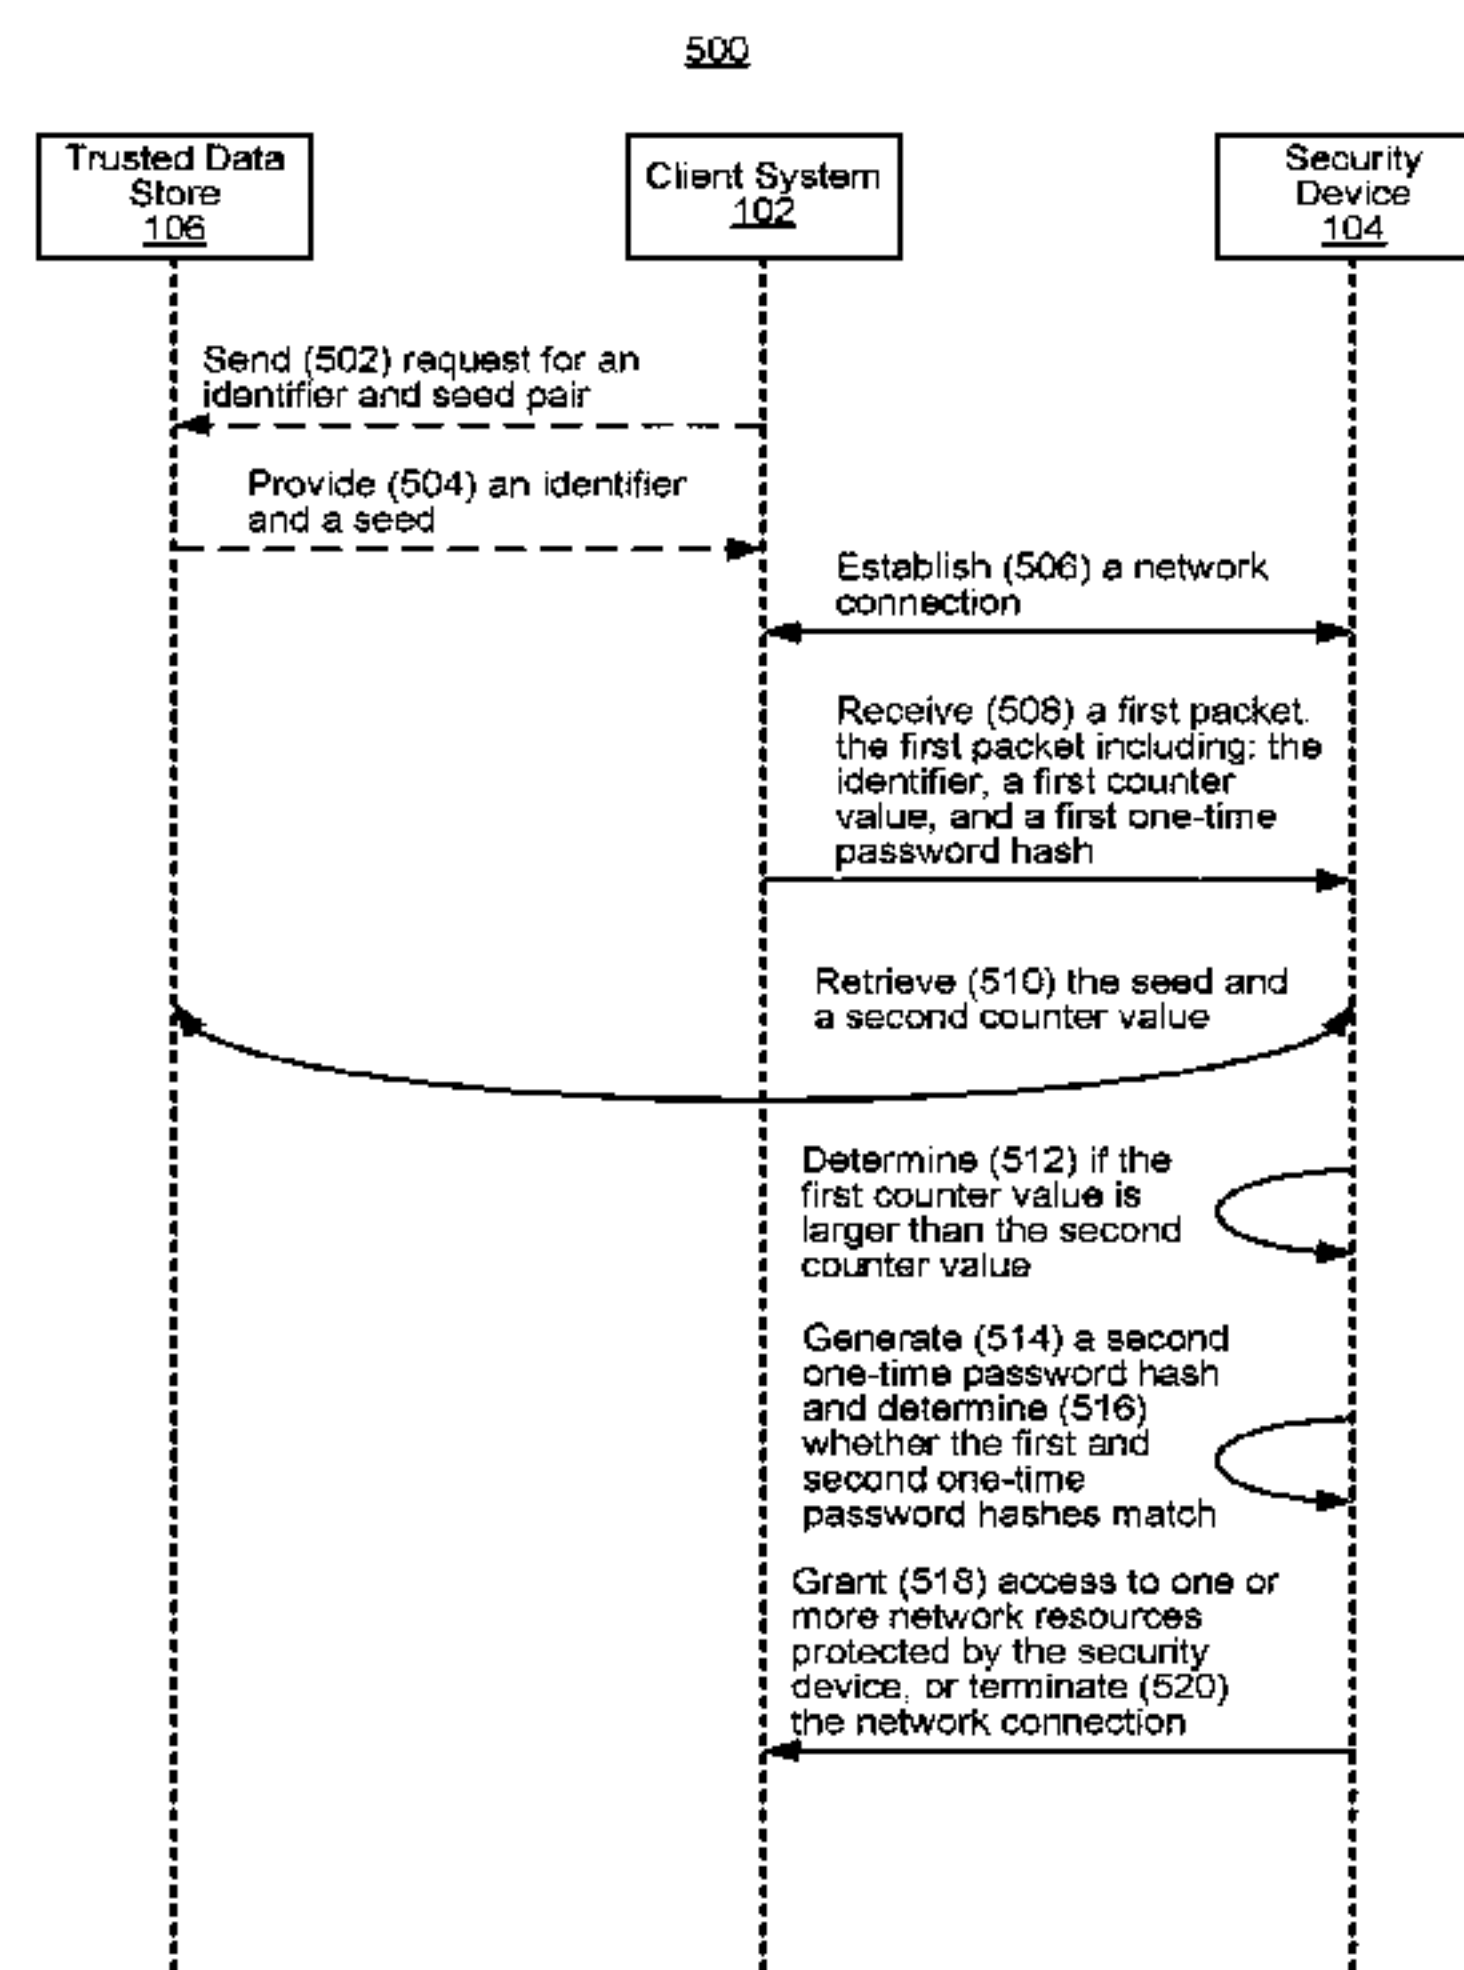 500
Trusted Data
Store
106
Client System
102
Security
Device
104
Send (502) request for an
identifier and seed pair
Provide (504) an identifier
and a seed
Establish (506) a network
connection
Receive (508) a first packet.
the first packet including: the
identifier, a first counter
value, and a first one-time
password hash
Retrieve (510) the seed and
a second counter value
Determine (512) if the
first counter value is
larger than the second
counter value
Generate (514) a second
one-time password hash
and determine (516)
whether the first and
second one-time
password hashes match
Grant (518) access to one or
more network resources
protected by the security
device, or terminate (520)
the network connection